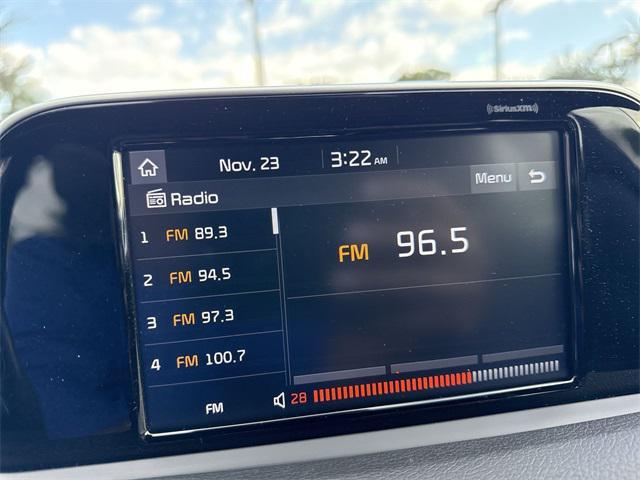 SiriusXM
Nov. 23 3:22 AM
Radio Menu
1 FM 89.3
2 FM 94.5
3 FM 97.3
4 FM 100.7
FM 96.5
FM 28